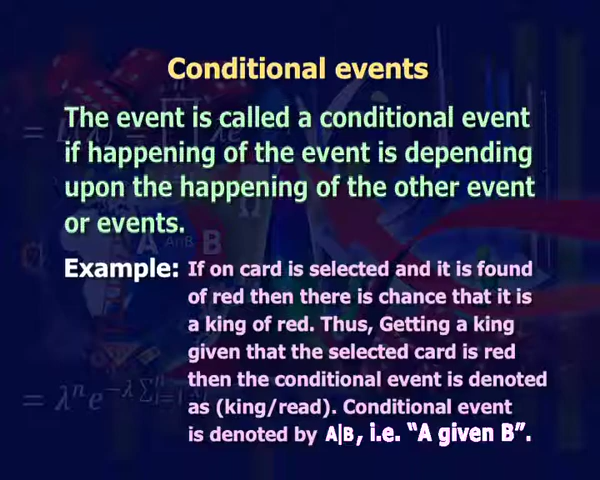 Conditional events
The event is called a conditional event
if happening of the event is depending
upon the happening of the other event
or events.
Example: If on card is selected and it is found
of red then there is chance that it is
a king of red. Thus, Getting a king
given that the selected card is red
then the conditional event is denoted
as (king/read). Conditional event
is denoted by A|B, i.e. “A given B”.